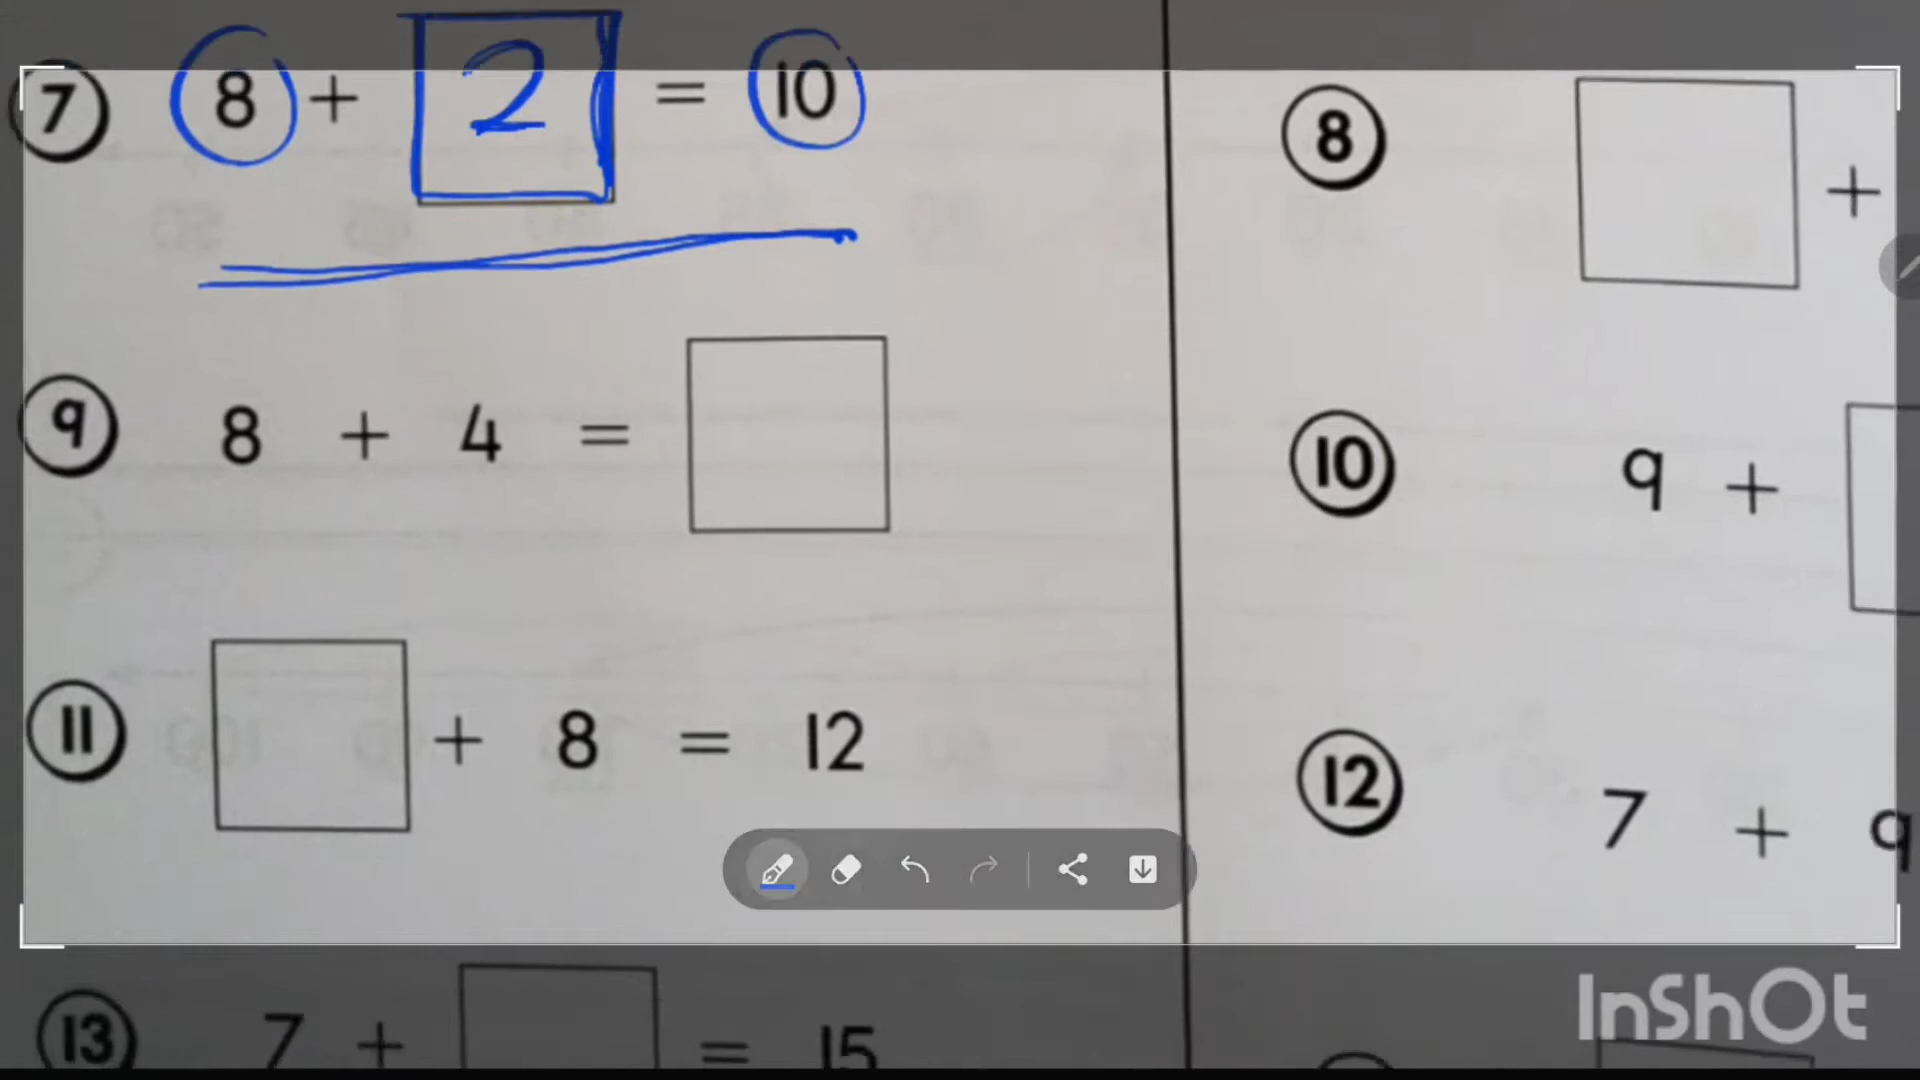 7 8 + 2 = 10
8 +
9 8 + 4 =
10 9 +
11 + 8 = 12
12 7 + 9
13 7 + = 15
InShOt